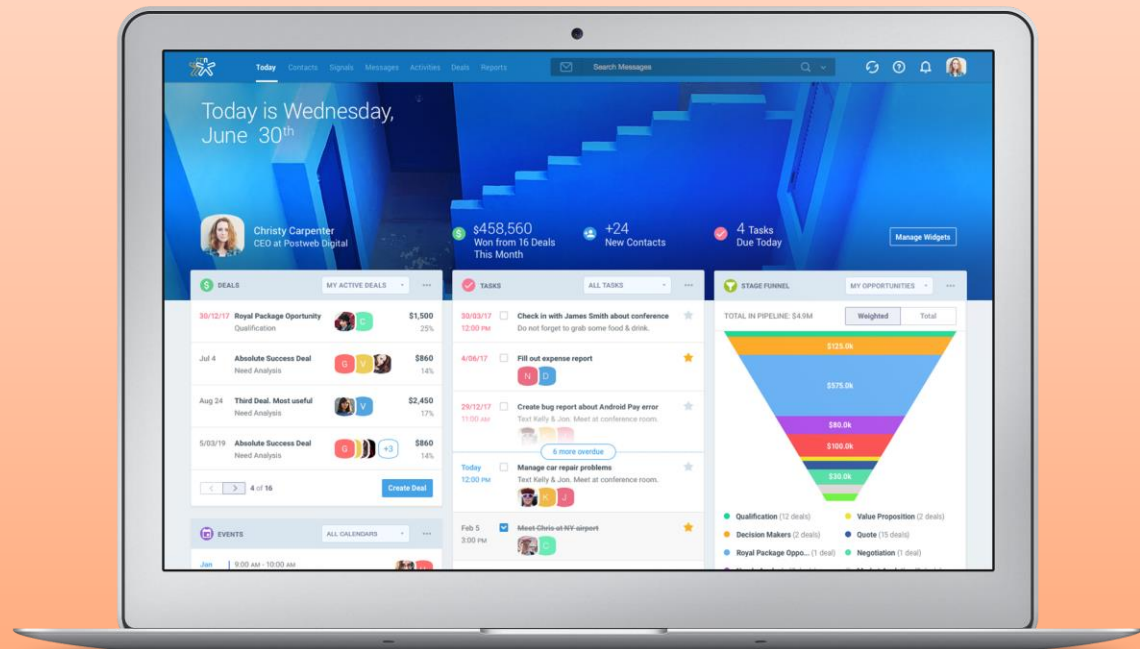 Today Contacts Signals Messages Activities Deals Reports
Search Messages
Today is Wednesday,
June 30th
Christy Carpenter
CEO at Postweb Digital
$458,560
Won from 16 Deals
This Month
+24
New Contacts
4 Tasks
Due Today
Manage Widgets
DEALS
MY ACTIVE DEALS
30/12/17 Royal Package Oportunity $1,500
Qualification 25%
C
Jul 4 Absolute Success Deal $860
Need Analysis 14%
G V
Aug 24 Third Deal. Most useful $2,450
Need Analysis 17%
V
5/03/19 Absolute Success Deal $860
Need Analysis 14%
G +3
4 of 16
Create Deal
EVENTS
ALL CALENDARS
Jan 9:00 AM - 10:00 AM
TASKS
ALL TASKS
30/03/17 Check in with James Smith about conference
12:00 PM Do not forget to grab some food & drink.
4/06/17 Fill out expense report
N D
29/12/17 Create bug report about Android Pay error
11:00 AM Text Kelly & Jon. Meet at conference room.
6 more overdue
Today Manage car repair problems
12:00 PM Text Kelly & Jon. Meet at conference room.
K J
Feb 5 Meet Chris at NY airport
3:00 PM
C
STAGE FUNNEL
MY OPPORTUNITIES
TOTAL IN PIPELINE: $4.9M
Weighted Total
$125.0k
$575.0k
$80.0k
$100.0k
$30.0k
Qualification (12 deals)
Value Proposition (2 deals)
Decision Makers (2 deals)
Quote (15 deals)
Royal Package Oppo... (1 deal)
Negotiation (1 deal)